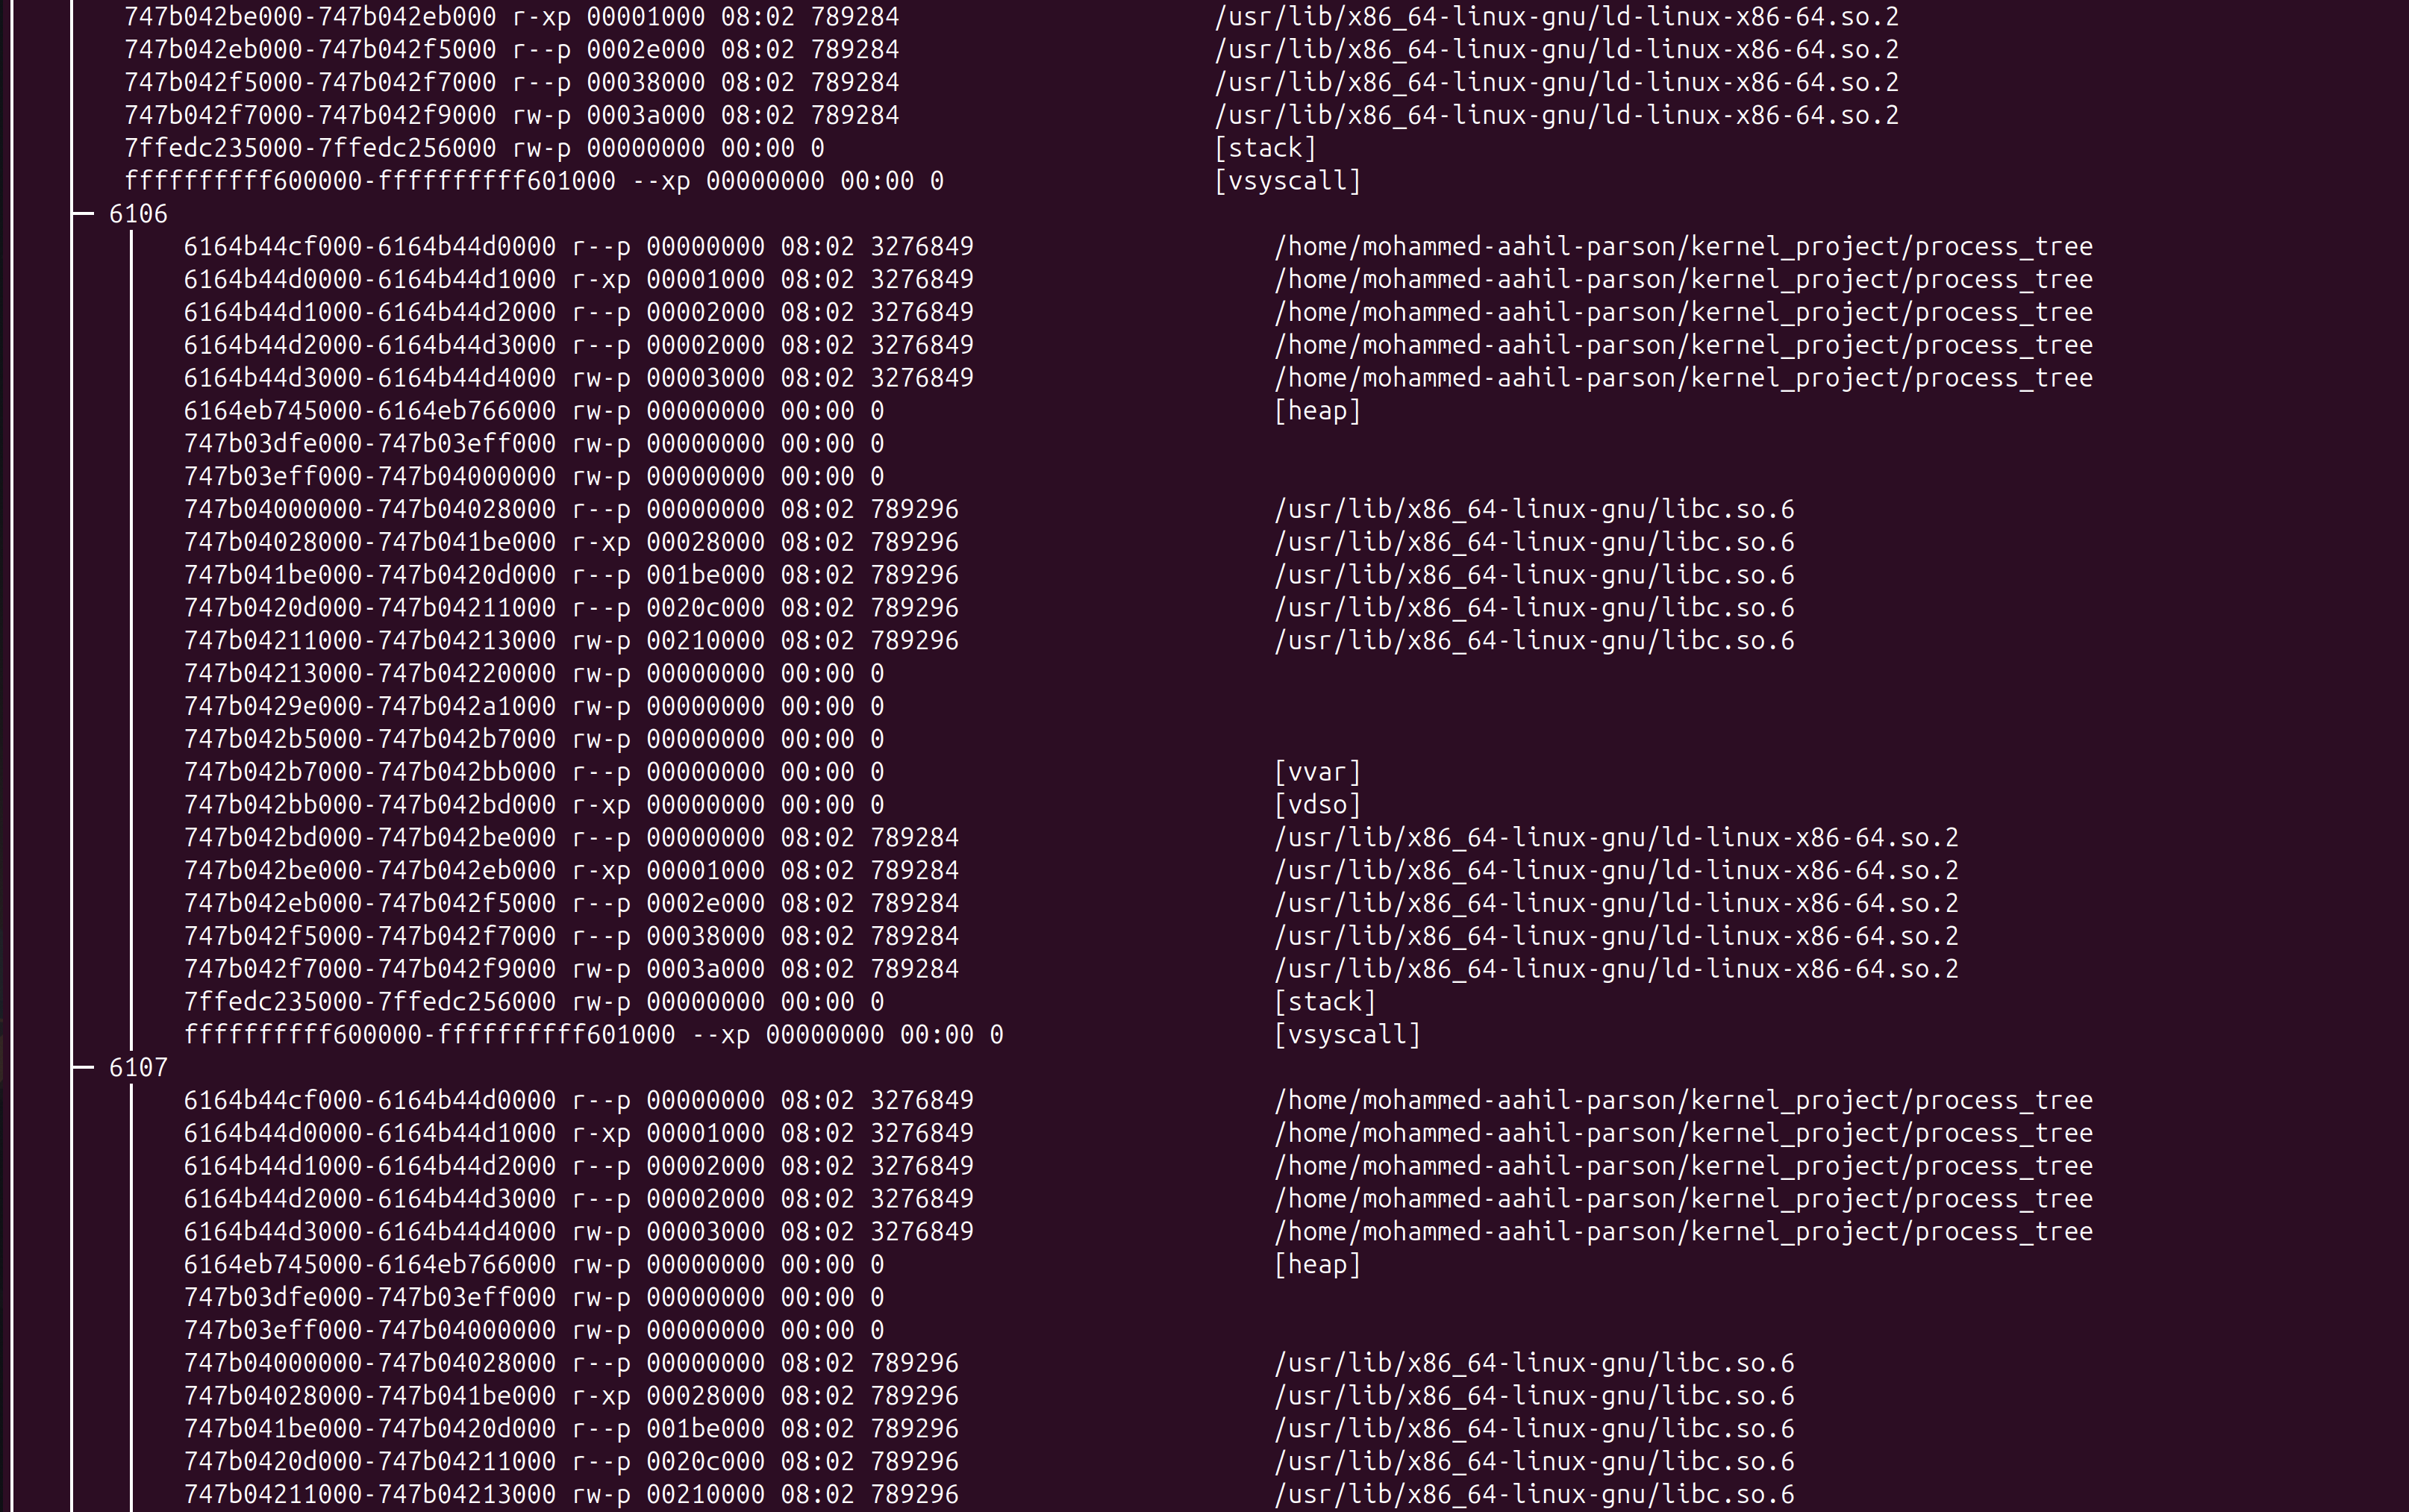 747b042be000-747b042eb000 r-xp 00001000 08:02 789284 /usr/lib/x86_64-linux-gnu/ld-linux-x86-64.so.2
747b042eb000-747b042f5000 r--p 0002e000 08:02 789284 /usr/lib/x86_64-linux-gnu/ld-linux-x86-64.so.2
747b042f5000-747b042f7000 r--p 00038000 08:02 789284 /usr/lib/x86_64-linux-gnu/ld-linux-x86-64.so.2
747b042f7000-747b042f9000 rw-p 0003a000 08:02 789284 /usr/lib/x86_64-linux-gnu/ld-linux-x86-64.so.2
7ffedc235000-7ffedc256000 rw-p 00000000 00:00 0 [stack]
ffffffffff600000-ffffffffff601000 --xp 00000000 00:00 0 [vsyscall]
6106
6164b44cf000-6164b44d0000 r--p 00000000 08:02 3276849 /home/mohammed-aahil-parson/kernel_project/process_tree
6164b44d0000-6164b44d1000 r-xp 00001000 08:02 3276849 /home/mohammed-aahil-parson/kernel_project/process_tree
6164b44d1000-6164b44d2000 r--p 00002000 08:02 3276849 /home/mohammed-aahil-parson/kernel_project/process_tree
6164b44d2000-6164b44d3000 r--p 00002000 08:02 3276849 /home/mohammed-aahil-parson/kernel_project/process_tree
6164b44d3000-6164b44d4000 rw-p 00003000 08:02 3276849 /home/mohammed-aahil-parson/kernel_project/process_tree
6164eb745000-6164eb766000 rw-p 00000000 00:00 0 [heap]
747b03dfe000-747b03eff000 rw-p 00000000 00:00 0
747b03eff000-747b04000000 rw-p 00000000 00:00 0
747b04000000-747b04028000 r--p 00000000 08:02 789296 /usr/lib/x86_64-linux-gnu/libc.so.6
747b04028000-747b041be000 r-xp 00028000 08:02 789296 /usr/lib/x86_64-linux-gnu/libc.so.6
747b041be000-747b0420d000 r--p 001be000 08:02 789296 /usr/lib/x86_64-linux-gnu/libc.so.6
747b0420d000-747b04211000 r--p 0020c000 08:02 789296 /usr/lib/x86_64-linux-gnu/libc.so.6
747b04211000-747b04213000 rw-p 00210000 08:02 789296 /usr/lib/x86_64-linux-gnu/libc.so.6
747b04213000-747b04220000 rw-p 00000000 00:00 0
747b0429e000-747b042a1000 rw-p 00000000 00:00 0
747b042b5000-747b042b7000 rw-p 00000000 00:00 0
747b042b7000-747b042bb000 r--p 00000000 00:00 0 [vvar]
747b042bb000-747b042bd000 r-xp 00000000 00:00 0 [vdso]
747b042bd000-747b042be000 r--p 00000000 08:02 789284 /usr/lib/x86_64-linux-gnu/ld-linux-x86-64.so.2
747b042be000-747b042eb000 r-xp 00001000 08:02 789284 /usr/lib/x86_64-linux-gnu/ld-linux-x86-64.so.2
747b042eb000-747b042f5000 r--p 0002e000 08:02 789284 /usr/lib/x86_64-linux-gnu/ld-linux-x86-64.so.2
747b042f5000-747b042f7000 r--p 00038000 08:02 789284 /usr/lib/x86_64-linux-gnu/ld-linux-x86-64.so.2
747b042f7000-747b042f9000 rw-p 0003a000 08:02 789284 /usr/lib/x86_64-linux-gnu/ld-linux-x86-64.so.2
7ffedc235000-7ffedc256000 rw-p 00000000 00:00 0 [stack]
ffffffffff600000-ffffffffff601000 --xp 00000000 00:00 0 [vsyscall]
6107
6164b44cf000-6164b44d0000 r--p 00000000 08:02 3276849 /home/mohammed-aahil-parson/kernel_project/process_tree
6164b44d0000-6164b44d1000 r-xp 00001000 08:02 3276849 /home/mohammed-aahil-parson/kernel_project/process_tree
6164b44d1000-6164b44d2000 r--p 00002000 08:02 3276849 /home/mohammed-aahil-parson/kernel_project/process_tree
6164b44d2000-6164b44d3000 r--p 00002000 08:02 3276849 /home/mohammed-aahil-parson/kernel_project/process_tree
6164b44d3000-6164b44d4000 rw-p 00003000 08:02 3276849 /home/mohammed-aahil-parson/kernel_project/process_tree
6164eb745000-6164eb766000 rw-p 00000000 00:00 0 [heap]
747b03dfe000-747b03eff000 rw-p 00000000 00:00 0
747b03eff000-747b04000000 rw-p 00000000 00:00 0
747b04000000-747b04028000 r--p 00000000 08:02 789296 /usr/lib/x86_64-linux-gnu/libc.so.6
747b04028000-747b041be000 r-xp 00028000 08:02 789296 /usr/lib/x86_64-linux-gnu/libc.so.6
747b041be000-747b0420d000 r--p 001be000 08:02 789296 /usr/lib/x86_64-linux-gnu/libc.so.6
747b0420d000-747b04211000 r--p 0020c000 08:02 789296 /usr/lib/x86_64-linux-gnu/libc.so.6
747b04211000-747b04213000 rw-p 00210000 08:02 789296 /usr/lib/x86_64-linux-gnu/libc.so.6